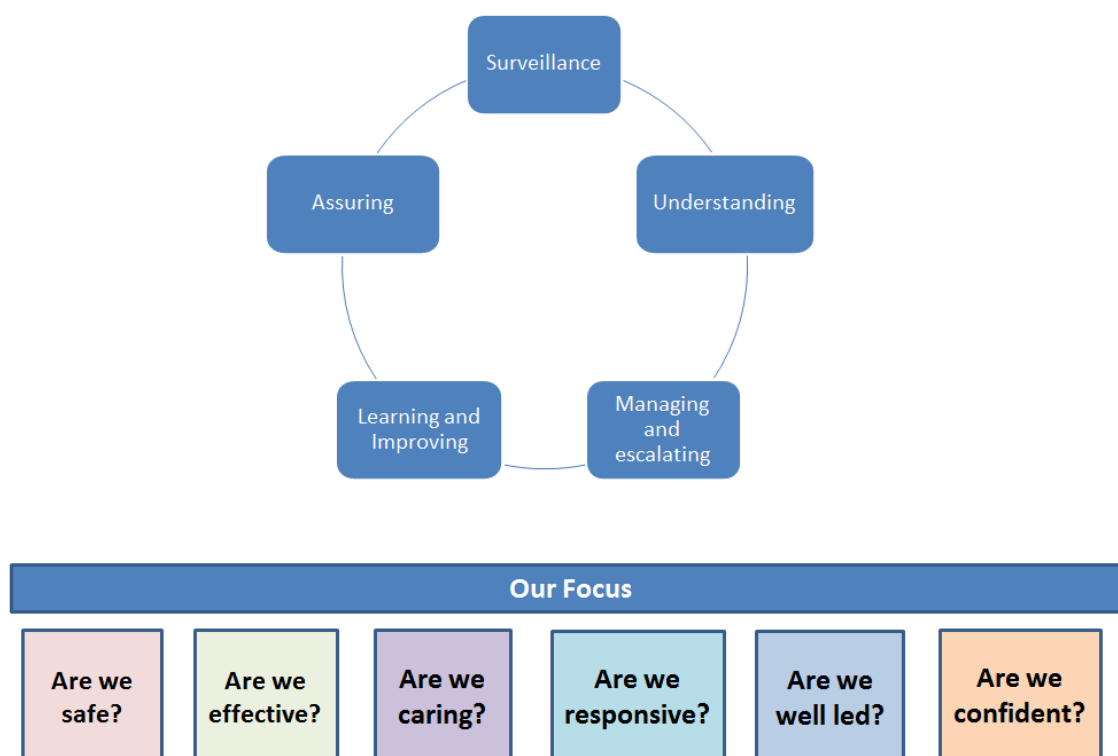 Surveillance
Assuring
Understanding
Learning and
Improving
Managing
and
escalating
Our Focus
Are we
safe?
Are we
effective?
Are we
caring?
Are we
responsive?
Are we
well led?
Are we
confident?